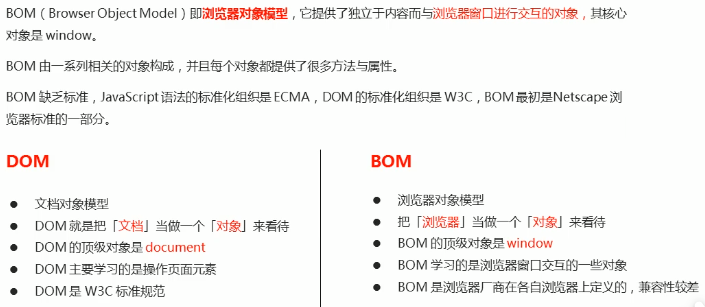 BOM（Browser Object Model）即浏览器对象模型，它提供了独立于内容而与浏览器窗口进行交互的对象，其核心
对象是 window。
BOM 由一系列相关的对象构成，并且每个对象都提供了很多方法与属性。
BOM 缺乏标准，JavaScript 语法的标准化组织是 ECMA，DOM 的标准化组织是 W3C，BOM 最初是Netscape 浏
览器标准的一部分。
DOM
● 文档对象模型
● DOM 就是把「文档」当做一个「对象」来看待
● DOM 的顶级对象是 document
● DOM 主要学习的是操作页面元素
● DOM 是 W3C 标准规范
BOM
● 浏览器对象模型
● 把「浏览器」当做一个「对象」来看待
● BOM 的顶级对象是 window
● BOM 学习的是浏览器窗口交互的一些对象
● BOM 是浏览器厂商在各自浏览器上定义的，兼容性较差